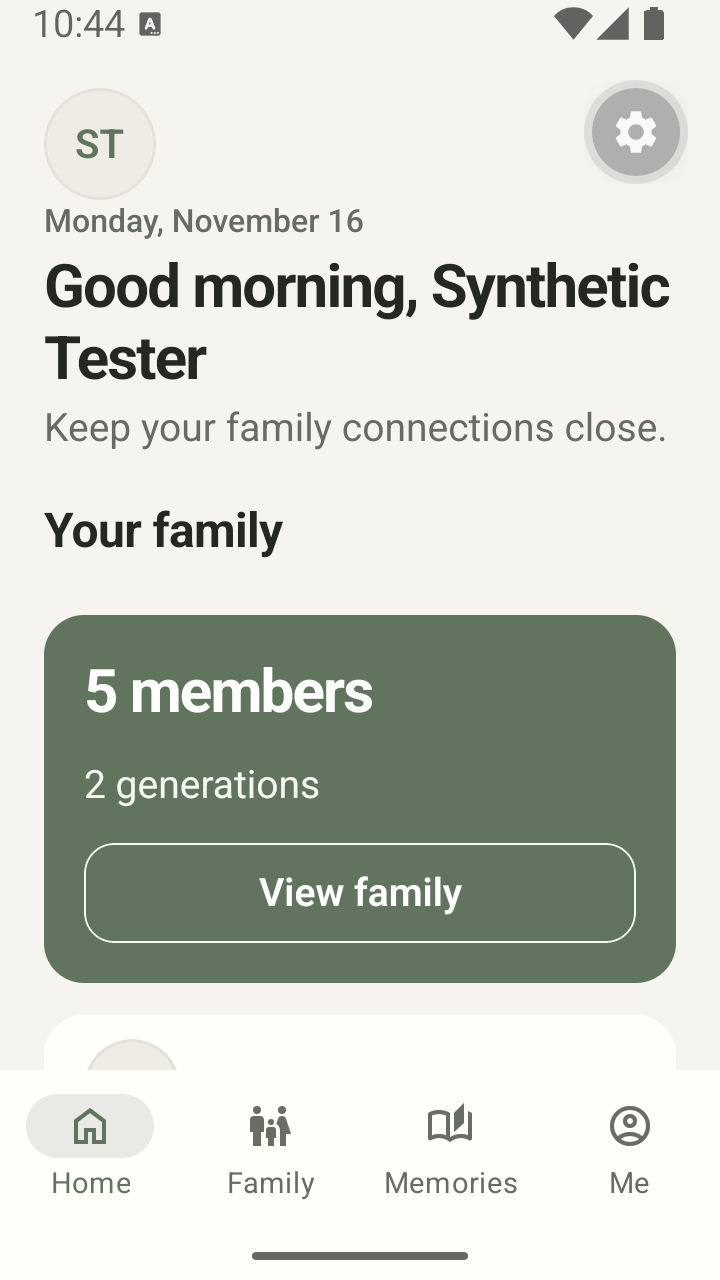 10:44
ST
Monday, November 16
Good morning, Synthetic
Tester
Keep your family connections close.
Your family
5 members
2 generations
View family
Home
Family
Memories
Me